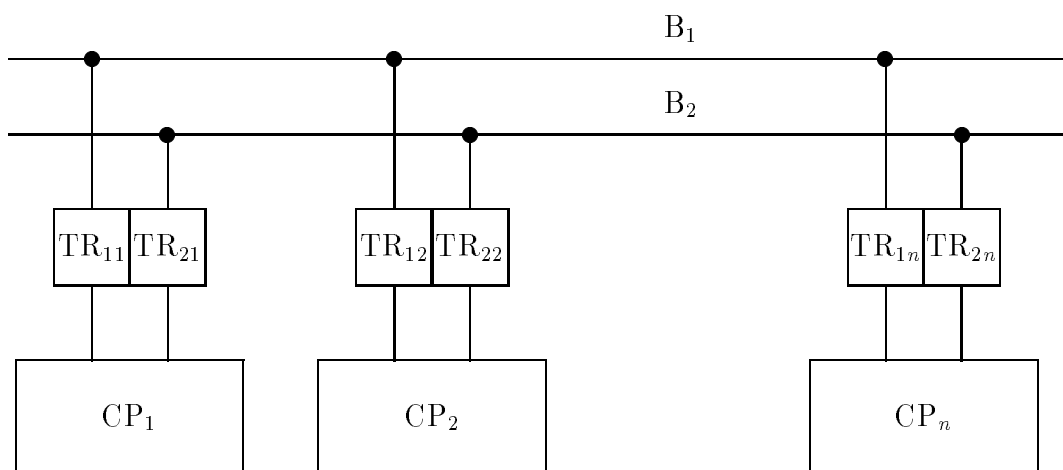 B₁
B₂
TR₁₁ TR₂₁ TR₁₂ TR₂₂ TR₁ₙ TR₂ₙ
CP₁ CP₂ CPₙ